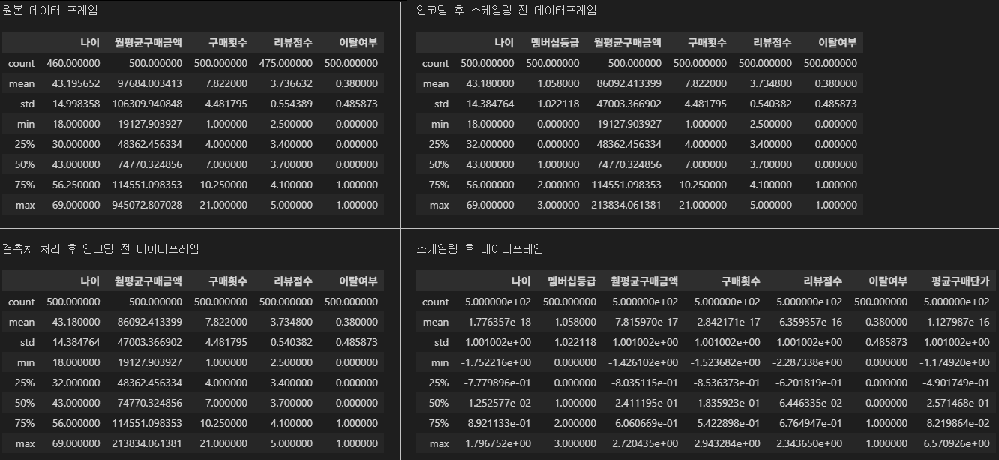 원본 데이터 프레임
나이 월평균구매금액 구매횟수 리뷰점수 이탈여부
count 460.000000 500.000000 500.000000 475.000000 500.000000
mean 43.195652 97684.003413 7.822000 3.736632 0.380000
std 14.998358 106309.940848 4.481795 0.554389 0.485873
min 18.000000 19127.903927 1.000000 2.500000 0.000000
25% 30.000000 48362.456334 4.000000 3.400000 0.000000
50% 43.000000 74770.324856 7.000000 3.700000 0.000000
75% 56.250000 114551.098353 10.250000 4.100000 1.000000
max 69.000000 945072.807028 21.000000 5.000000 1.000000
인코딩 후 스케일링 전 데이터프레임
나이 멤버십등급 월평균구매금액 구매횟수 리뷰점수 이탈여부
count 500.000000 500.000000 500.000000 500.000000 500.000000 500.000000
mean 43.180000 1.058000 86092.413399 7.822000 3.734800 0.380000
std 14.384764 1.022118 47003.366902 4.481795 0.540382 0.485873
min 18.000000 0.000000 19127.903927 1.000000 2.500000 0.000000
25% 32.000000 0.000000 48362.456334 4.000000 3.400000 0.000000
50% 43.000000 1.000000 74770.324856 7.000000 3.700000 0.000000
75% 56.000000 2.000000 114551.098353 10.250000 4.100000 1.000000
max 69.000000 3.000000 213834.061381 21.000000 5.000000 1.000000
결측치 처리 후 인코딩 전 데이터프레임
나이 월평균구매금액 구매횟수 리뷰점수 이탈여부
count 500.000000 500.000000 500.000000 500.000000 500.000000
mean 43.180000 86092.413399 7.822000 3.734800 0.380000
std 14.384764 47003.366902 4.481795 0.540382 0.485873
min 18.000000 19127.903927 1.000000 2.500000 0.000000
25% 32.000000 48362.456334 4.000000 3.400000 0.000000
50% 43.000000 74770.324856 7.000000 3.700000 0.000000
75% 56.000000 114551.098353 10.250000 4.100000 1.000000
max 69.000000 213834.061381 21.000000 5.000000 1.000000
스케일링 후 데이터프레임
나이 멤버십등급 월평균구매금액 구매횟수 리뷰점수 이탈여부 평균구매단가
count 5.000000e+02 500.000000 5.000000e+02 5.000000e+02 5.000000e+02 500.000000 5.000000e+02
mean 1.776357e-18 1.058000 7.815970e-17 -2.842171e-17 -6.359357e-16 0.380000 1.127987e-16
std 1.001002e+00 1.022118 1.001002e+00 1.001002e+00 1.001002e+00 0.485873 1.001002e+00
min -1.752216e+00 0.000000 -1.426102e+00 -1.523682e+00 -2.287338e+00 0.000000 -1.174920e+00
25% -7.779896e-01 0.000000 -8.035115e-01 -8.536373e-01 -6.201819e-01 0.000000 -4.901749e-01
50% -1.252577e-02 1.000000 -2.411195e-01 -1.835923e-01 -6.446335e-02 0.000000 -2.571468e-01
75% 8.921133e-01 2.000000 6.060669e-01 5.422898e-01 6.764947e-01 1.000000 8.219864e-02
max 1.796752e+00 3.000000 2.720435e+00 2.943284e+00 2.343650e+00 1.000000 6.570926e+00